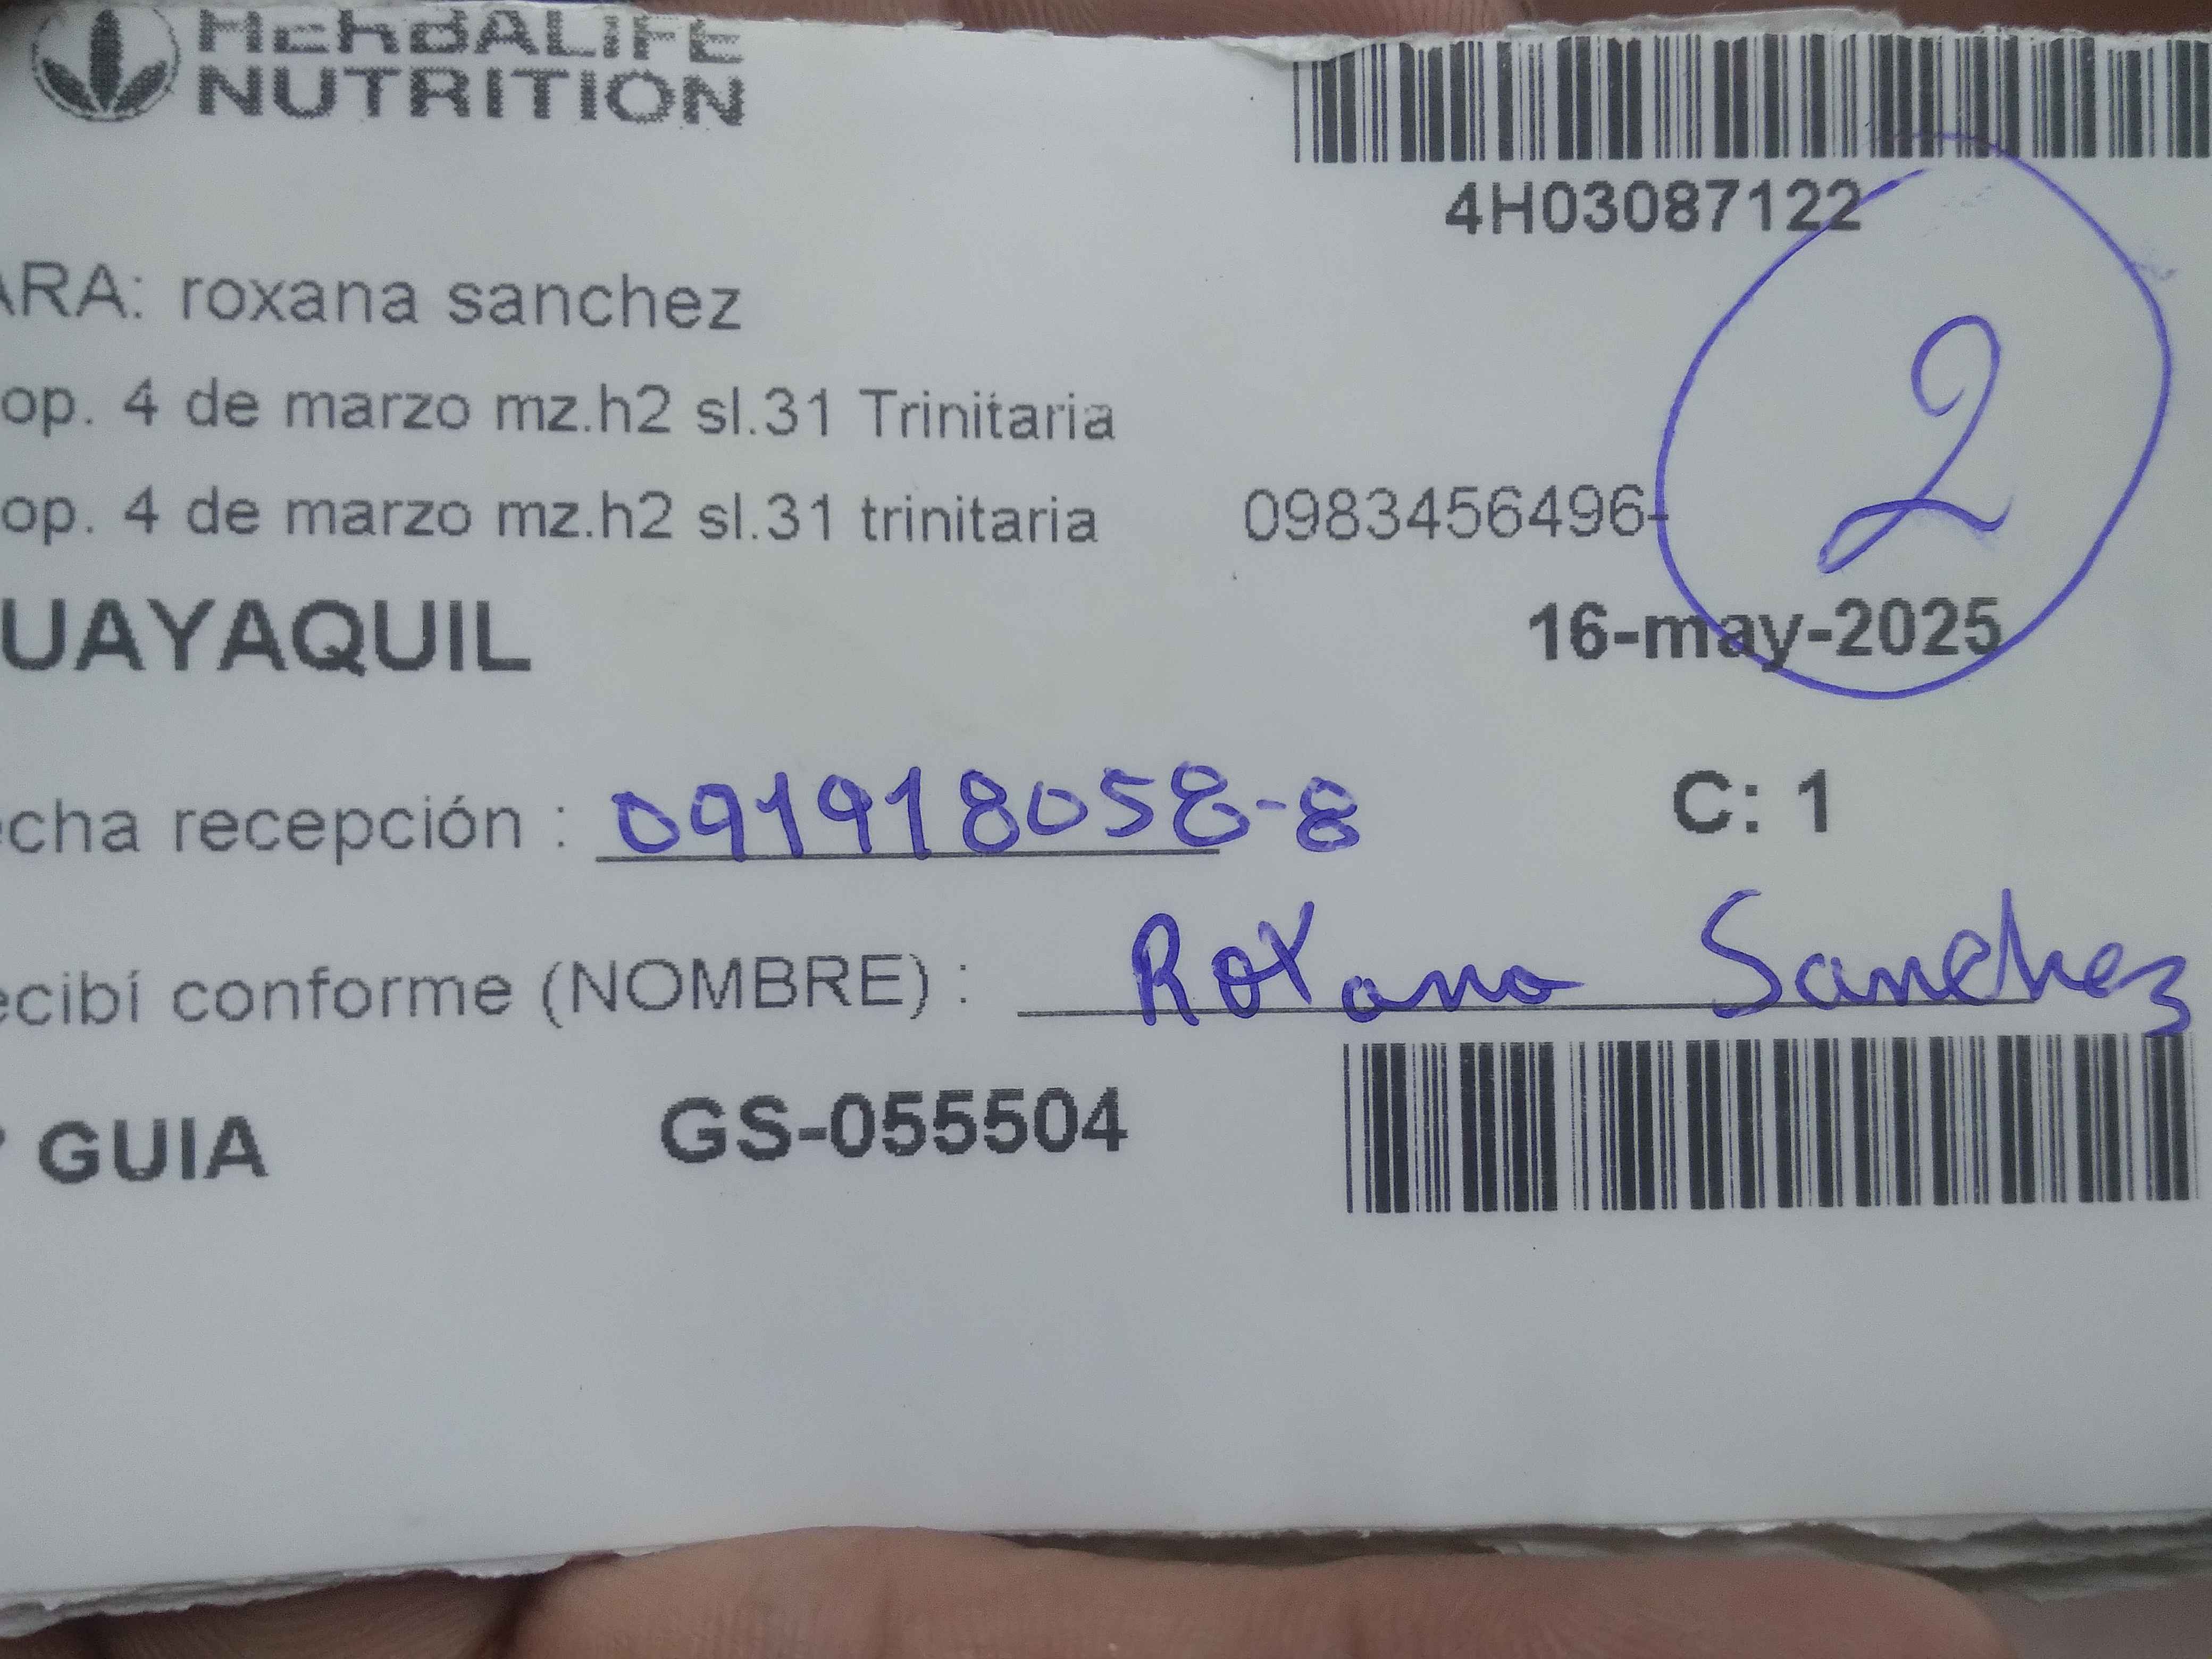 HERBALIFE
NUTRITION
4H03087122
ARA: roxana sanchez
op. 4 de marzo mz.h2 sl.31 Trinitaria
op. 4 de marzo mz.h2 sl.31 trinitaria 0983456496-
2
UAYAQUIL 16-may-2025
echa recepción : 091918058-8 C: 1
ecibí conforme (NOMBRE) : Roxana Sanchez
GUIA GS-055504